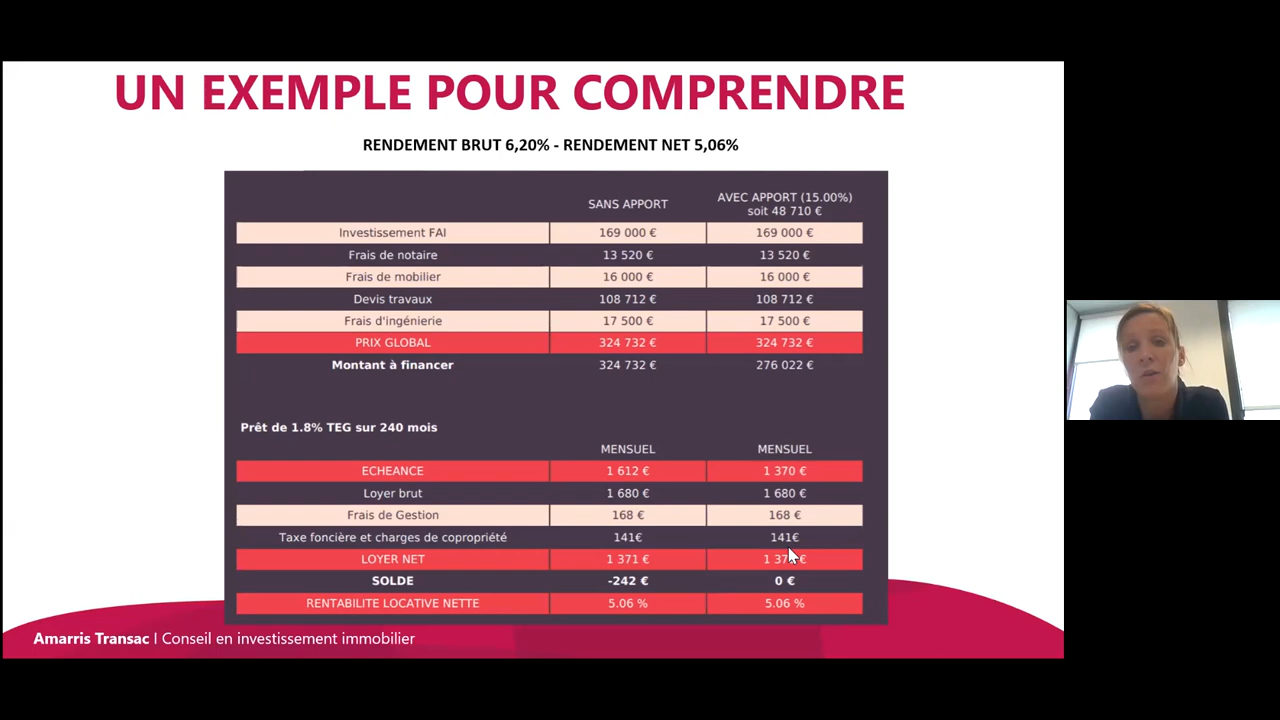 UN EXEMPLE POUR COMPRENDRE
RENDEMENT BRUT 6,20% - RENDEMENT NET 5,06%
SANS APPORT AVEC APPORT (15.00%)
soit 48 710 €
Investissement FAI 169 000 € 169 000 €
Frais de notaire 13 520 € 13 520 €
Frais de mobilier 16 000 € 16 000 €
Devis travaux 108 712 € 108 712 €
Frais d'ingénierie 17 500 € 17 500 €
PRIX GLOBAL 324 732 € 324 732 €
Montant à financer 324 732 € 276 022 €
Prêt de 1.8% TEG sur 240 mois
MENSUEL MENSUEL
ECHEANCE 1 612 € 1 370 €
Loyer brut 1 680 € 1 680 €
Frais de Gestion 168 € 168 €
Taxe foncière et charges de copropriété 141€ 141€
LOYER NET 1 371 €
SOLDE -242 € 0 €
RENTABILITE LOCATIVE NETTE 5.06 % 5.06 %
Amarris Transac | Conseil en investissement immobilier